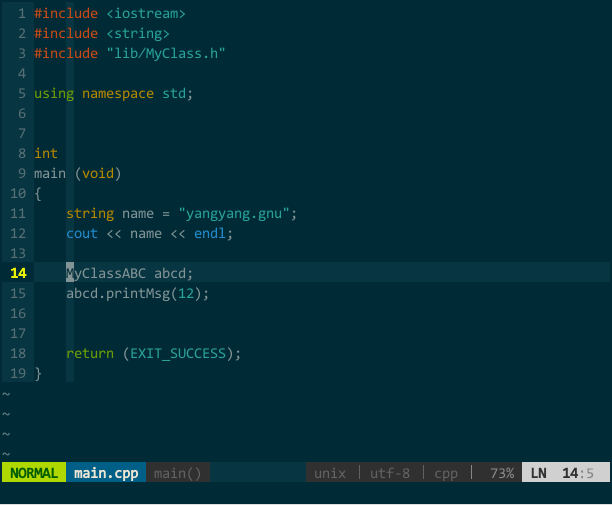 1 #include <iostream>
2 #include <string>
3 #include "lib/MyClass.h"
4
5 using namespace std;
6
7
8 int
9 main (void)
10 {
11     string name = "yangyang.gnu";
12     cout << name << endl;
13
14     MyClassABC abcd;
15     abcd.printMsg(12);
16
17
18     return (EXIT_SUCCESS);
19 }
~
~
~
~
NORMAL main.cpp main() unix | utf-8 | cpp | 73% LN 14:5